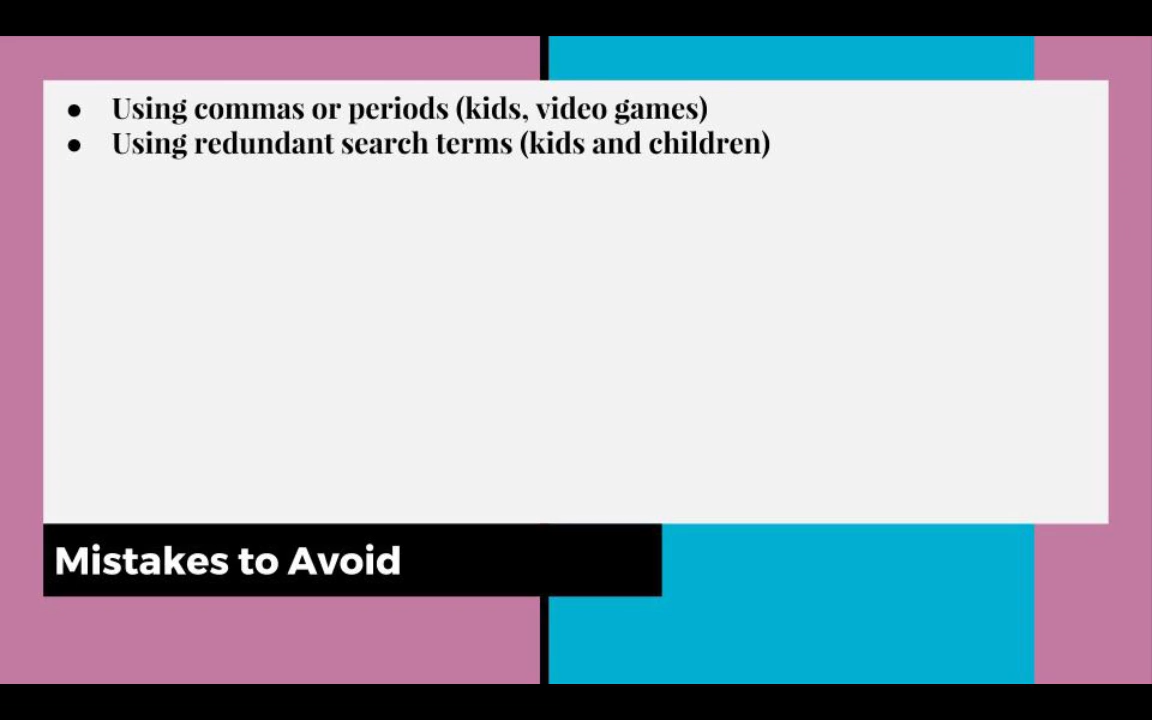 ● Using commas or periods (kids, video games)
● Using redundant search terms (kids and children)
Mistakes to Avoid